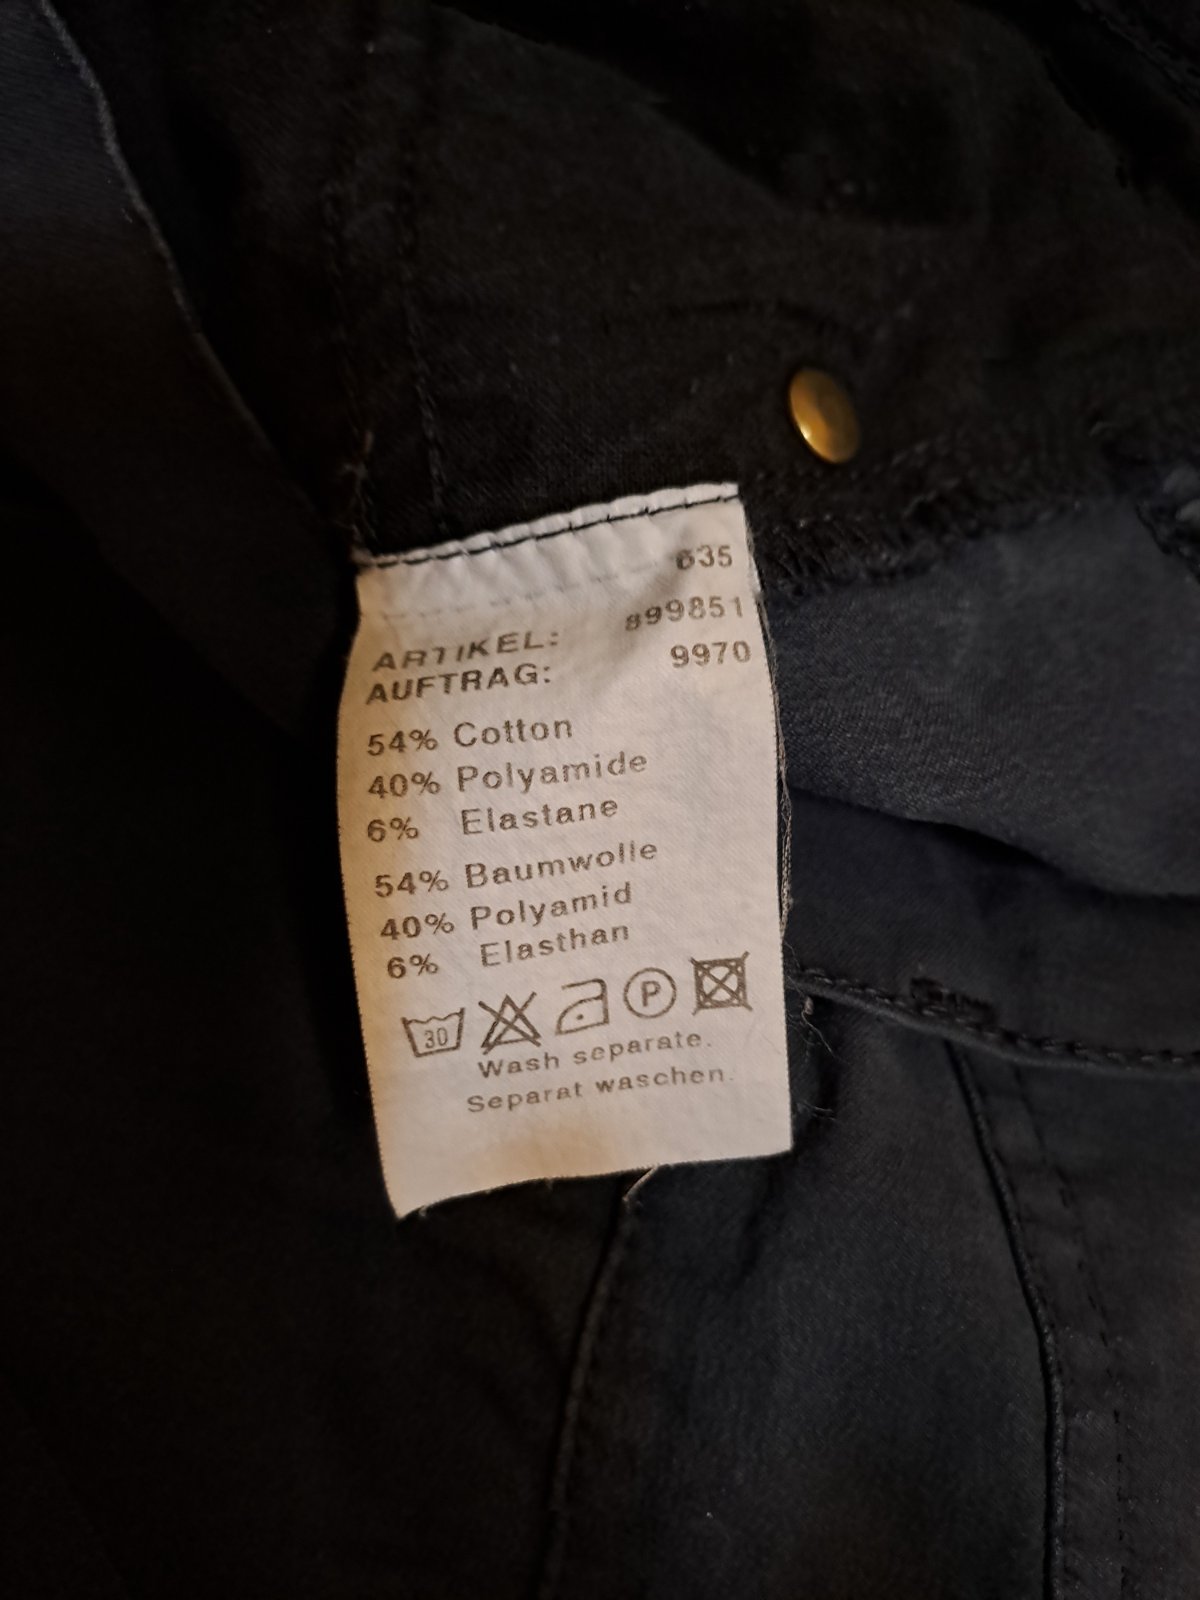 635
ARTIKEL: 899851
AUFTRAG: 9970
54% Cotton
40% Polyamide
6% Elastane
54% Baumwolle
40% Polyamid
6% Elasthan
30 P
Wash separate.
Separat waschen.